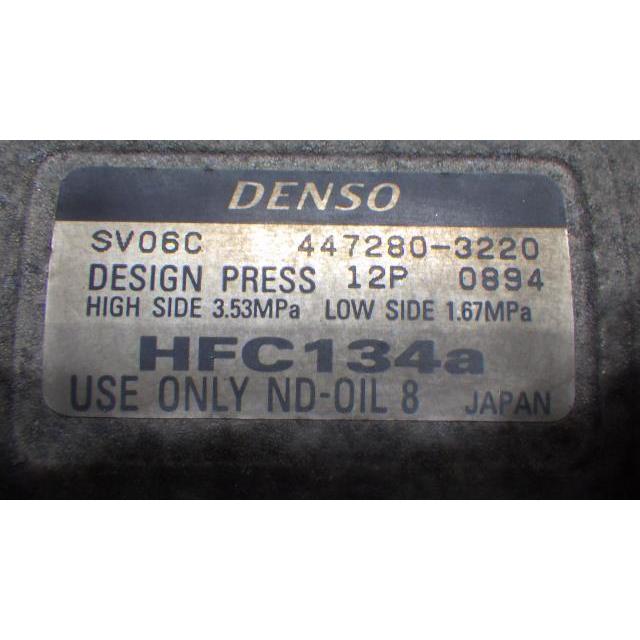 DENSO
SV06C 447280-3220
DESIGN PRESS 12P 0894
HIGH SIDE 3.53MPa LOW SIDE 1.67MPa
HFC134a
USE ONLY ND-OIL 8 JAPAN